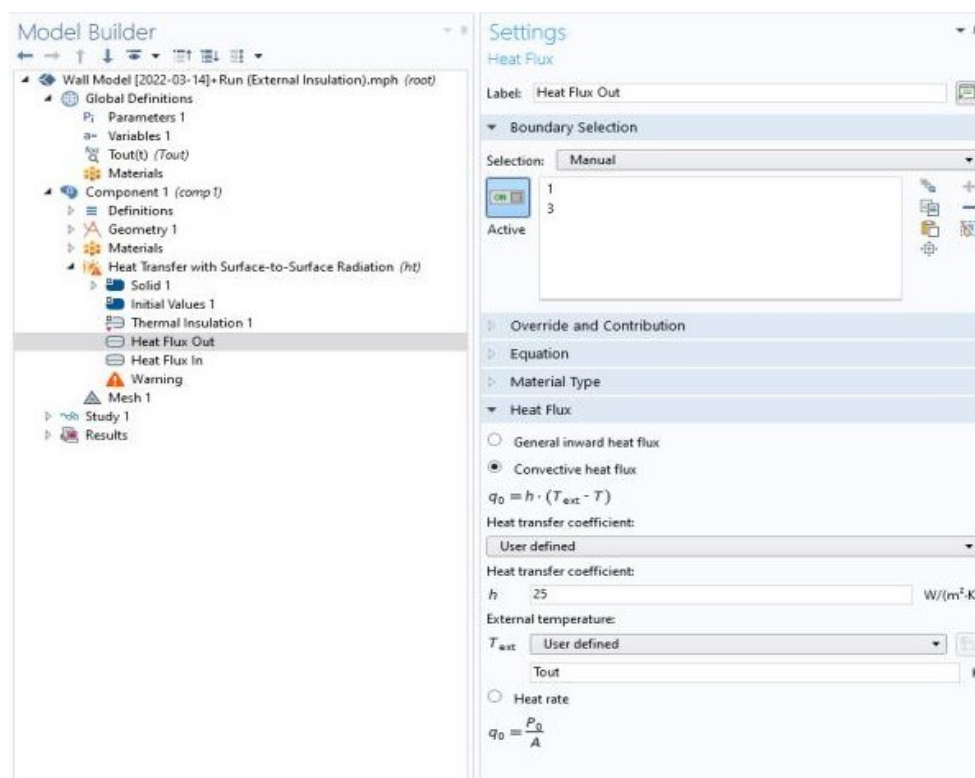 Model Builder
Wall Model [2022-03-14]+Run (External Insulation).mph (root)
Global Definitions
Pi Parameters 1
a= Variables 1
Tout(t) (Tout)
Materials
Component 1 (comp1)
Definitions
Geometry 1
Materials
Heat Transfer with Surface-to-Surface Radiation (ht)
Solid 1
Initial Values 1
Thermal Insulation 1
Heat Flux Out
Heat Flux In
Warning
Mesh 1
Study 1
Results
Settings
Heat Flux
Label: Heat Flux Out
Boundary Selection
Selection: Manual
ON
Active
1
3
Override and Contribution
Equation
Material Type
Heat Flux
General inward heat flux
Convective heat flux
q₀ = h · (Text - T)
Heat transfer coefficient:
User defined
Heat transfer coefficient:
h 25 W/(m²·K
External temperature:
Text User defined
Tout
Heat rate
q₀ = P₀/A